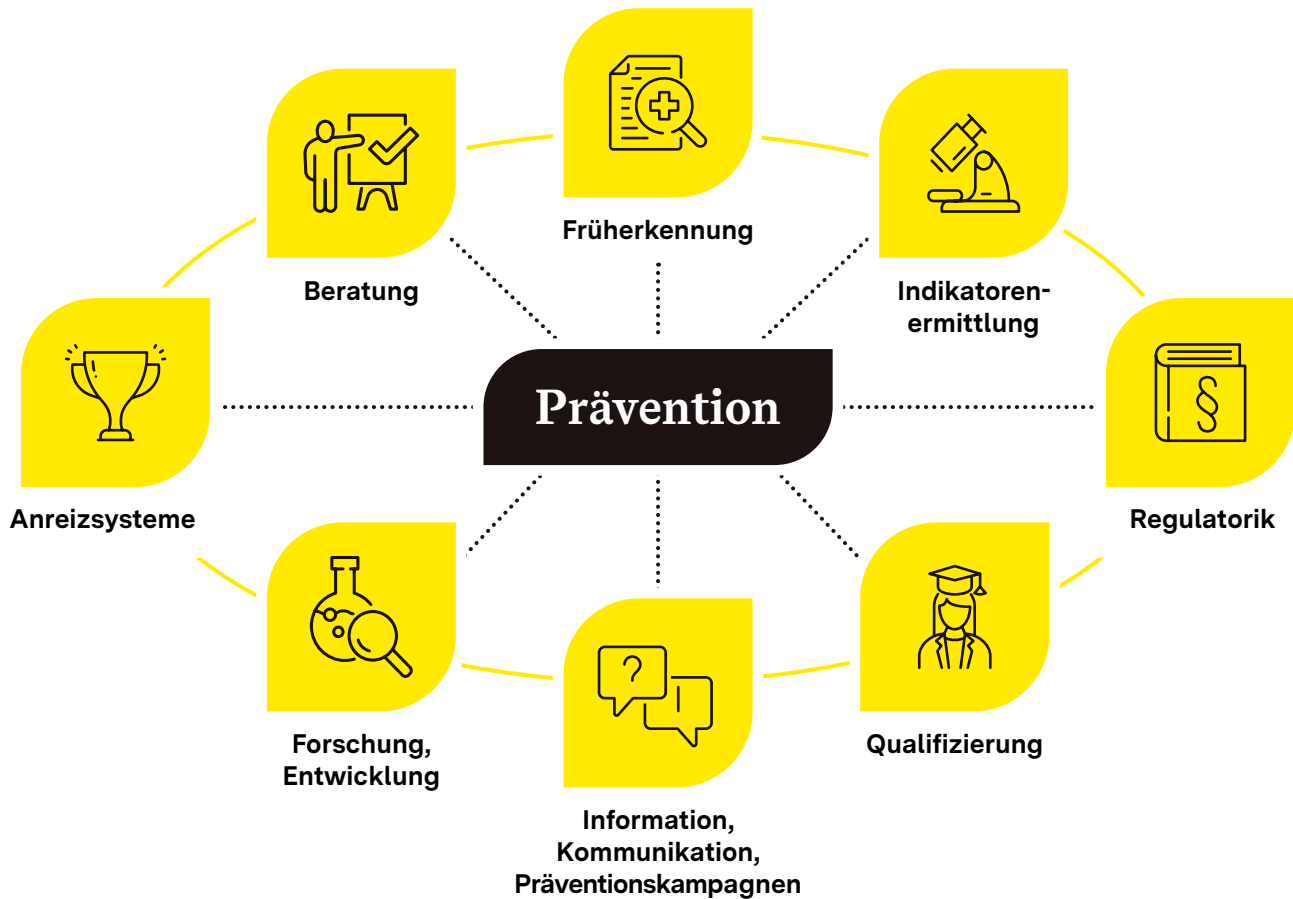 Früherkennung
Beratung
Indikatoren-
ermittlung
Prävention
Anreizsysteme
Regulatorik
Forschung,
Entwicklung
Qualifizierung
Information,
Kommunikation,
Präventionskampagnen